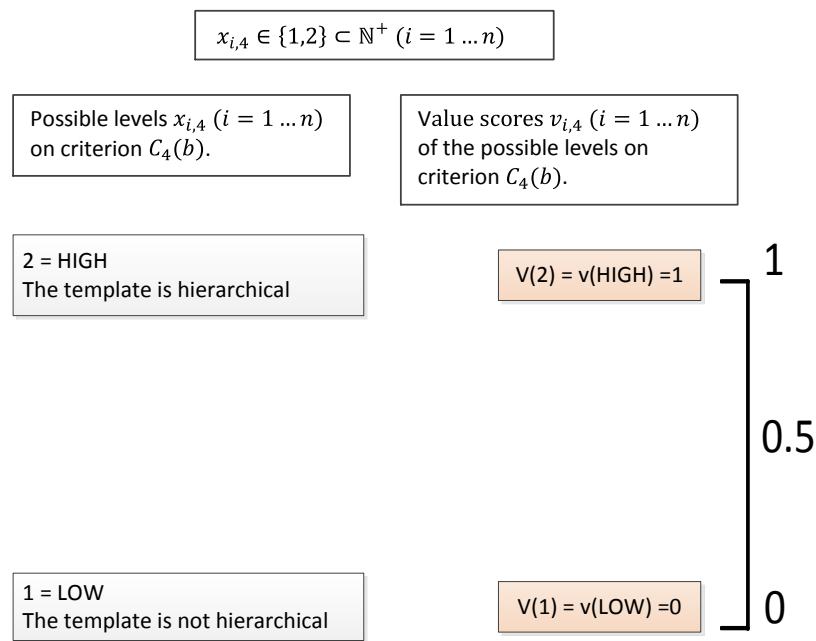 x_{i,4} ∈ {1,2} ⊂ ℕ⁺ (i = 1 … n)
Possible levels x_{i,4} (i = 1 … n)
on criterion C₄(b).
Value scores v_{i,4} (i = 1 … n)
of the possible levels on
criterion C₄(b).
2 = HIGH
The template is hierarchical
V(2) = v(HIGH) =1
1
0.5
1 = LOW
The template is not hierarchical
V(1) = v(LOW) =0
0